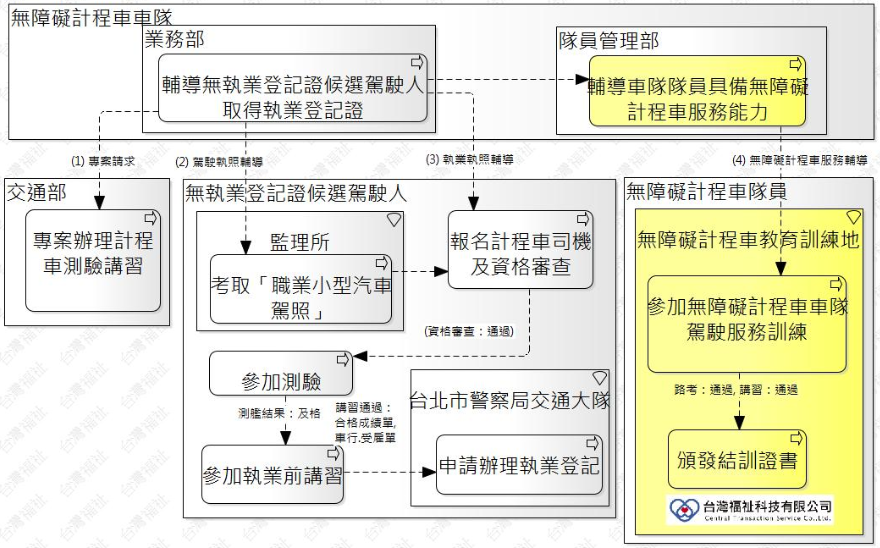 無障礙計程車車隊
業務部
輔導無執業登記證候選駕駛人
取得執業登記證
隊員管理部
輔導車隊隊員具備無障礙
計程車服務能力
(1) 專案請求
(2) 駕駛執照輔導
(3) 執業執照輔導
(4) 無障礙計程車服務輔導
交通部
專案辦理計程
車測驗講習
無執業登記證候選駕駛人
監理所
考取「職業小型汽車
駕照」
報名計程車司機
及資格審查
(資格審查：通過)
參加測驗
測驗結果：及格
講習通過：
合格成績單,
車行.受雇單
參加執業前講習
台北市警察局交通大隊
申請辦理執業登記
無障礙計程車隊員
無障礙計程車教育訓練地
參加無障礙計程車車隊
駕駛服務訓練
路考：通過, 講習：通過
頒發結訓證書
台灣福祉科技有限公司
Central Transaction Service Co.,Ltd.
台灣福祉